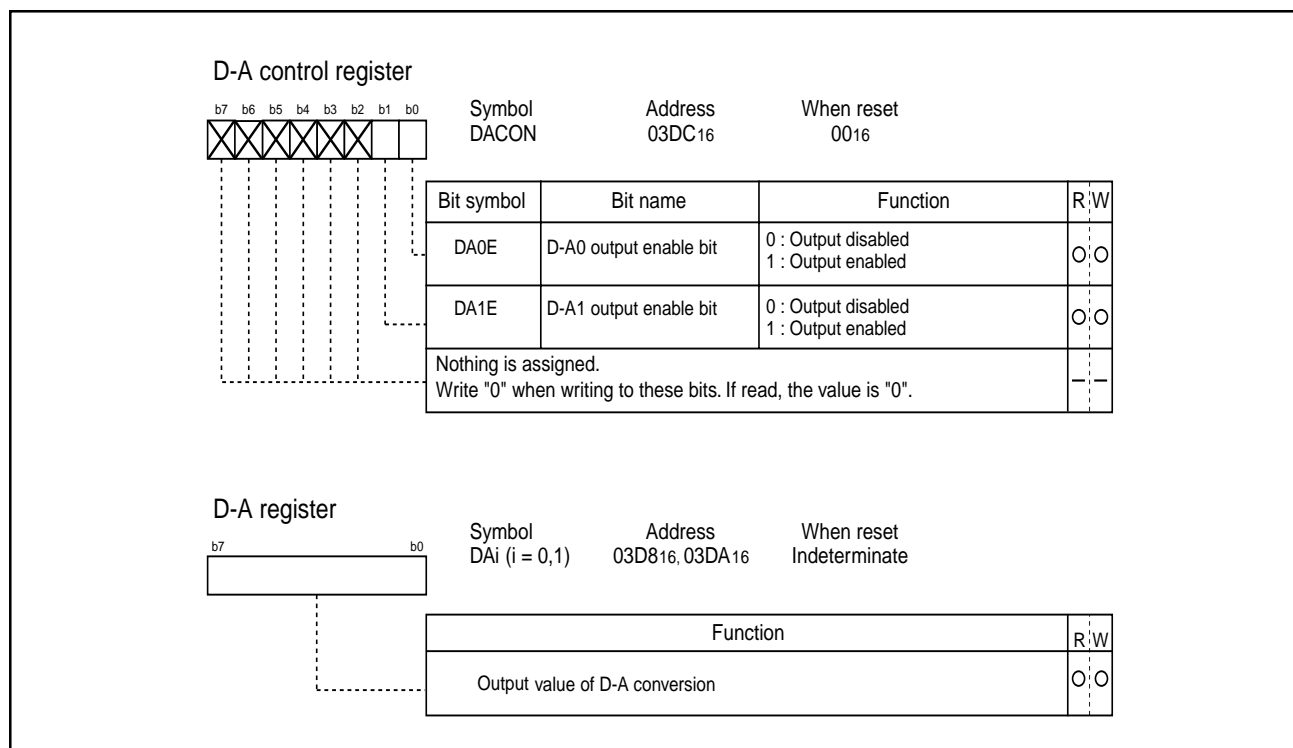 D-A control register
b7 b6 b5 b4 b3 b2 b1 b0
Symbol Address When reset
DACON 03DC16 0016
Bit symbol Bit name Function R W
DA0E D-A0 output enable bit 0 : Output disabled
1 : Output enabled
DA1E D-A1 output enable bit 0 : Output disabled
1 : Output enabled
Nothing is assigned.
Write "0" when writing to these bits. If read, the value is "0".
D-A register
b7 b0
Symbol Address When reset
DAi (i = 0,1) 03D816, 03DA16 Indeterminate
Function R W
Output value of D-A conversion